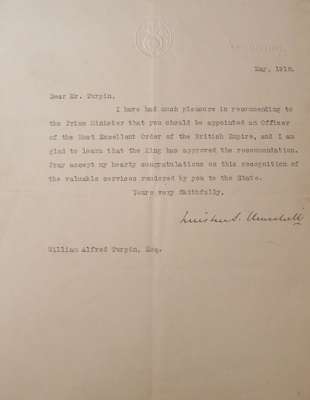 May, 1918.
Dear Mr. Turpin,
I have had much pleasure in recommending to
the Prime Minister that you should be appointed an Officer
of the Most Excellent Order of the British Empire, and I am
glad to learn that the King has approved the recommendation.
Pray accept my hearty congratulations on this recognition of
the valuable services rendered by you to the State.
Yours very faithfully,
Winston S. Churchill
William Alfred Turpin, Esq.